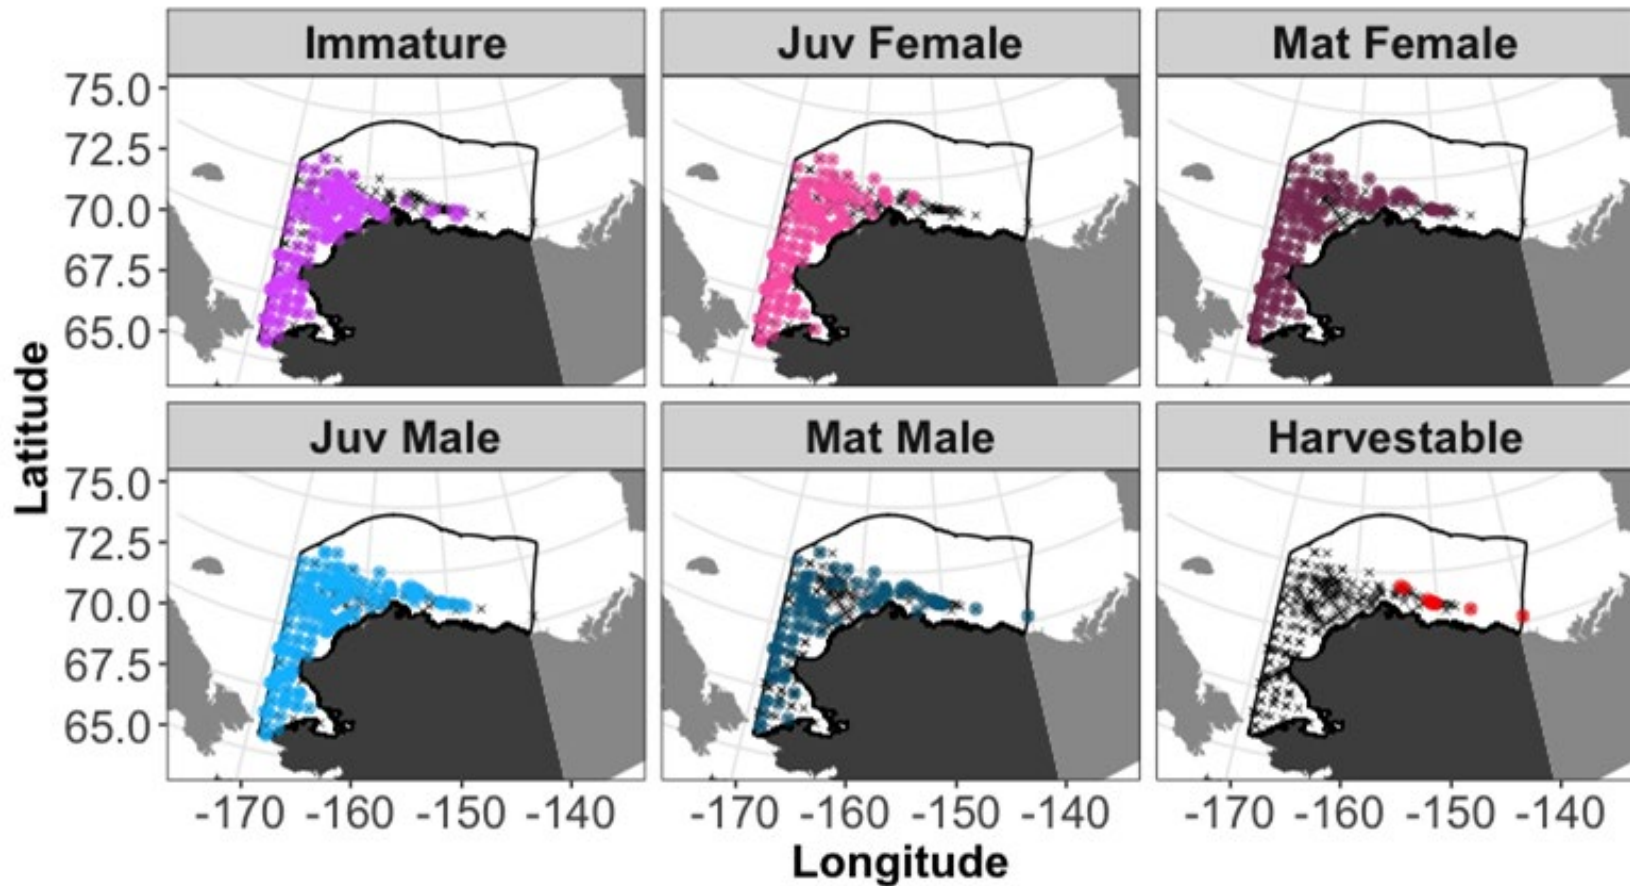 Immature Juv Female Mat Female
75.0
72.5
70.0
67.5
65.0
Juv Male Mat Male Harvestable
75.0
72.5
70.0
67.5
65.0
-170 -160 -150 -140 -170 -160 -150 -140 -170 -160 -150 -140
Longitude
Latitude